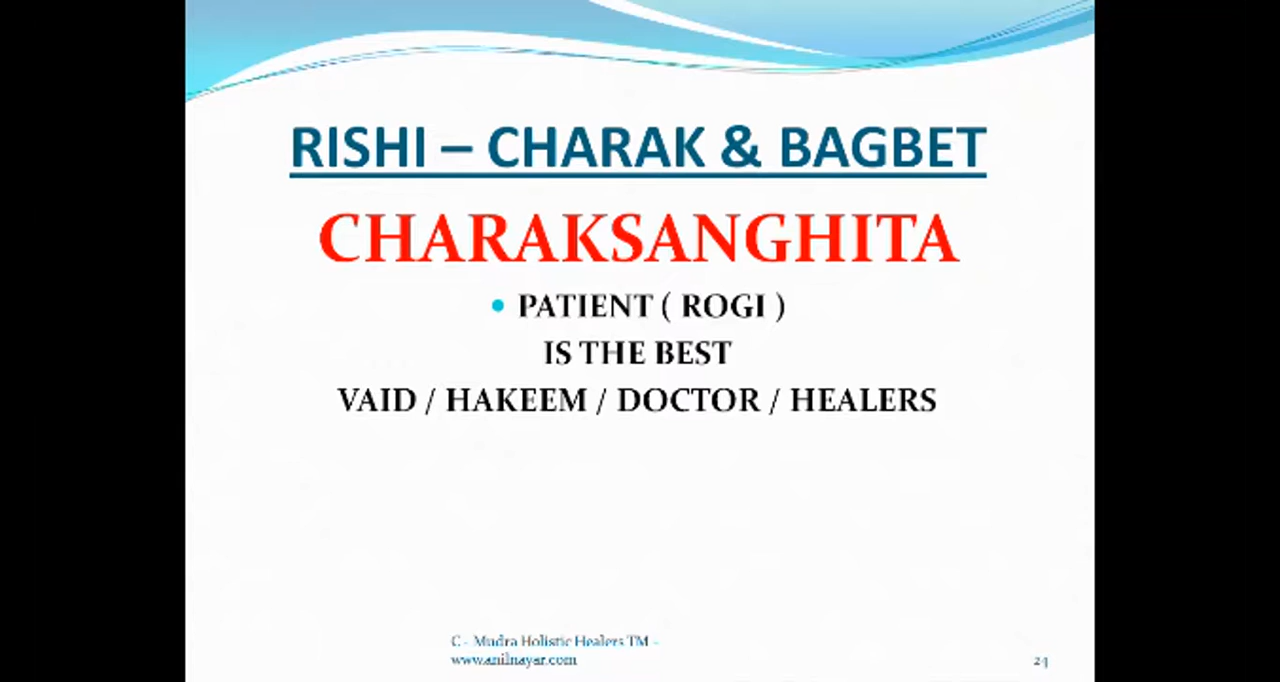 RISHI – CHARAK & BAGBET
CHARAKSANGHITA
• PATIENT ( ROGI )
IS THE BEST
VAID / HAKEEM / DOCTOR / HEALERS
C - Mudra Holistic Healers TM -
www.anilnayar.com
24